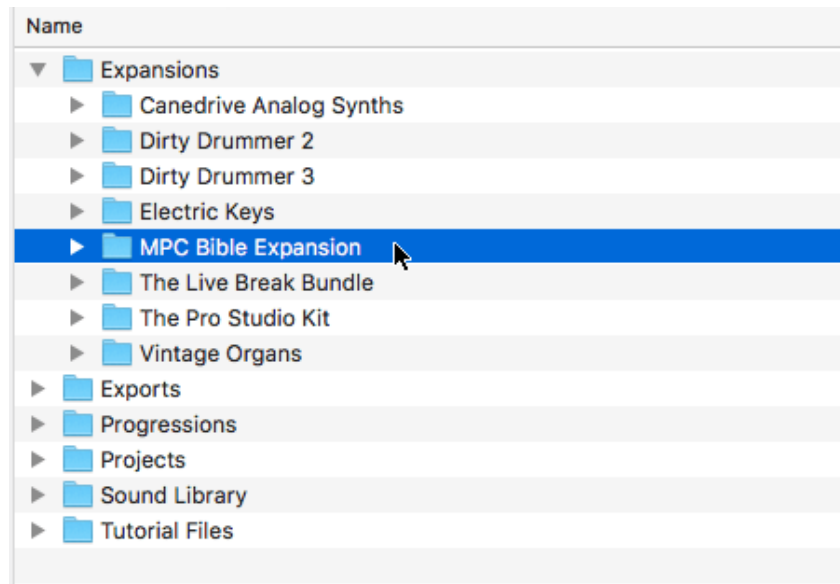 Name
Expansions
Canedrive Analog Synths
Dirty Drummer 2
Dirty Drummer 3
Electric Keys
MPC Bible Expansion
The Live Break Bundle
The Pro Studio Kit
Vintage Organs
Exports
Progressions
Projects
Sound Library
Tutorial Files